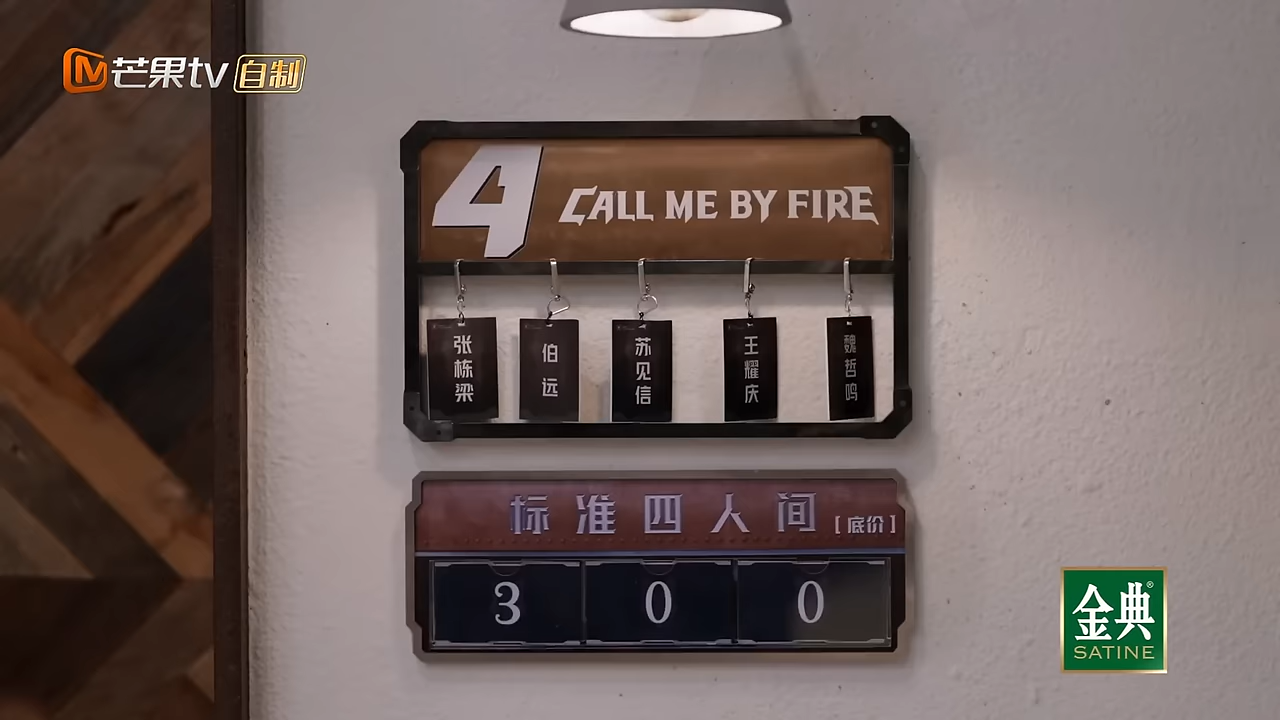 芒果tv 自制
4 CALL ME BY FIRE
张栋梁
伯远
苏见信
王耀庆
魏哲鸣
标准四人间 [底价]
3 0 0
金典®
SATINE